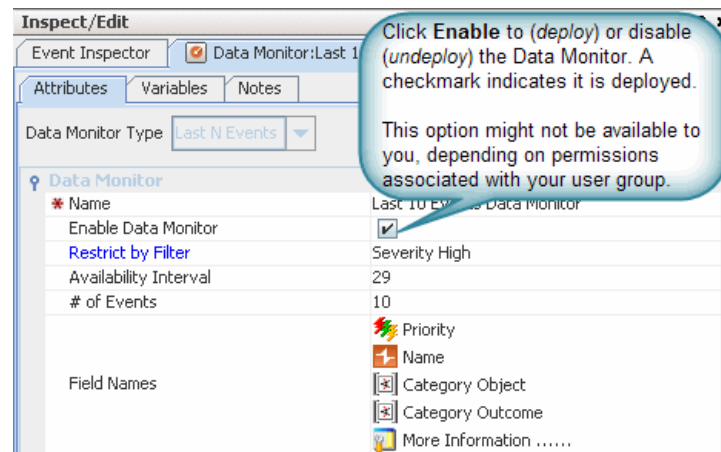 Inspect/Edit
Event Inspector
Data Monitor:Last 1
Click Enable to (deploy) or disable
(undeploy) the Data Monitor. A
checkmark indicates it is deployed.
This option might not be available to
you, depending on permissions
associated with your user group.
Attributes
Variables
Notes
Data Monitor Type
Last N Events
Data Monitor
* Name
Last 10 Events Data Monitor
Enable Data Monitor
Restrict by Filter
Severity High
Availability Interval
29
# of Events
10
Field Names
Priority
Name
Category Object
Category Outcome
More Information ......